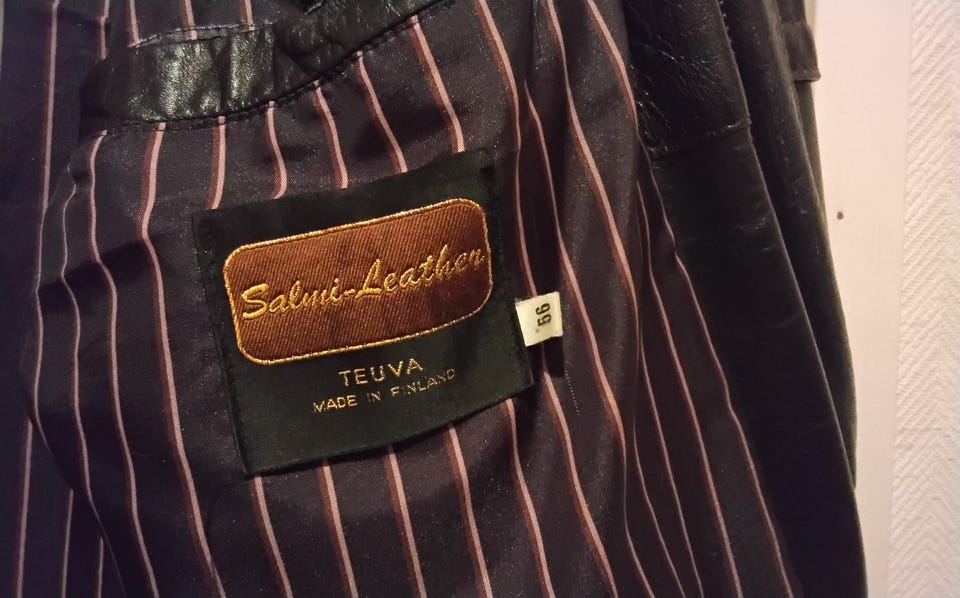 Salmi-Leather
TEUVA
MADE IN FINLAND
56